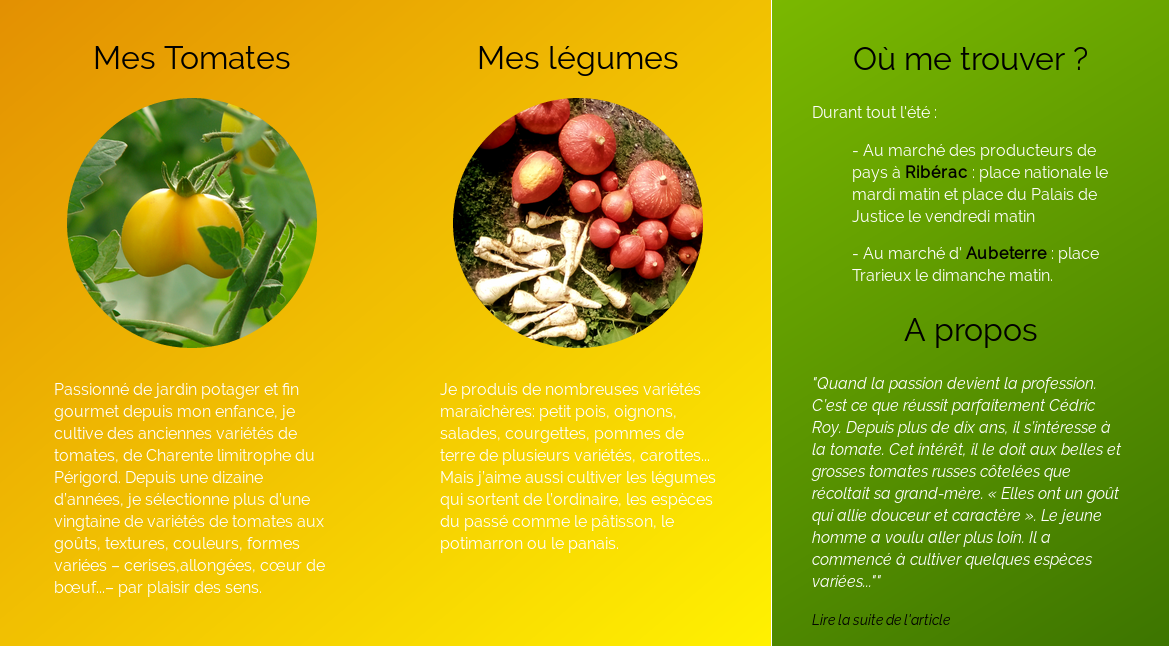 Mes Tomates
Passionné de jardin potager et fin
gourmet depuis mon enfance, je
cultive des anciennes variétés de
tomates, de Charente limitrophe du
Périgord. Depuis une dizaine
d'années, je sélectionne plus d'une
vingtaine de variétés de tomates aux
goûts, textures, couleurs, formes
variées – cerises,allongées, cœur de
bœuf...– par plaisir des sens.
Mes légumes
Je produis de nombreuses variétés
maraîchères: petit pois, oignons,
salades, courgettes, pommes de
terre de plusieurs variétés, carottes...
Mais j'aime aussi cultiver les légumes
qui sortent de l'ordinaire, les espèces
du passé comme le pâtisson, le
potimarron ou le panais.
Où me trouver ?
Durant tout l'été :
- Au marché des producteurs de
pays à Ribérac : place nationale le
mardi matin et place du Palais de
Justice le vendredi matin
- Au marché d' Aubeterre : place
Trarieux le dimanche matin.
A propos
"Quand la passion devient la profession.
C'est ce que réussit parfaitement Cédric
Roy. Depuis plus de dix ans, il s'intéresse à
la tomate. Cet intérêt, il le doit aux belles et
grosses tomates russes côtelées que
récoltait sa grand-mère. « Elles ont un goût
qui allie douceur et caractère ». Le jeune
homme a voulu aller plus loin. Il a
commencé à cultiver quelques espèces
variées...""
Lire la suite de l'article